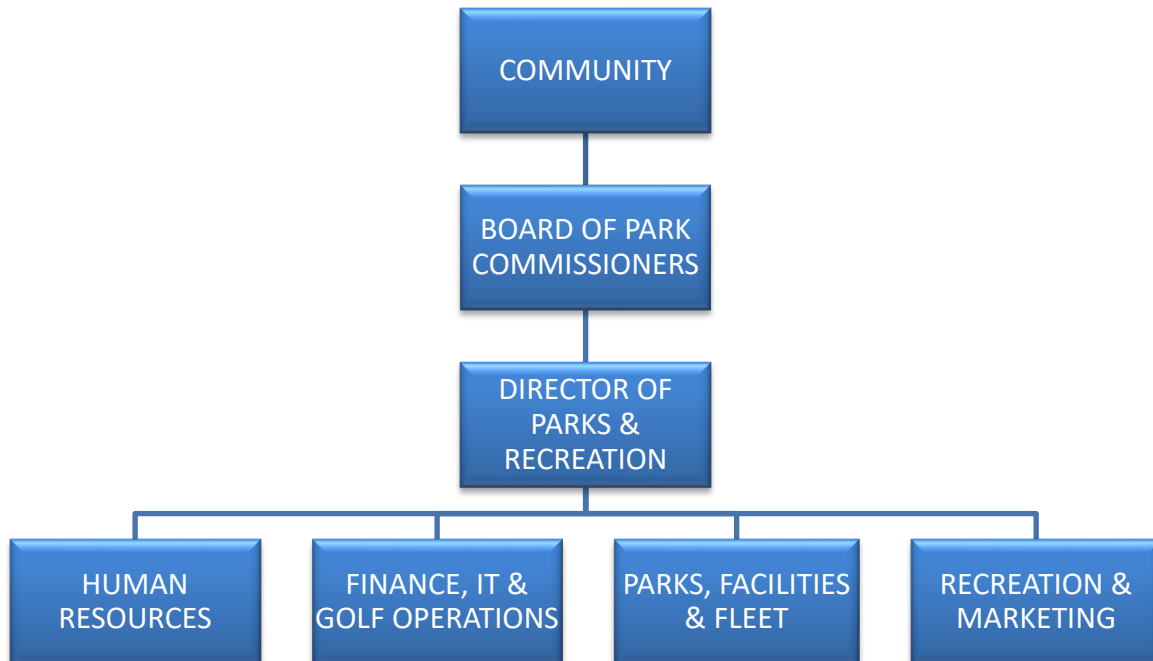 COMMUNITY
BOARD OF PARK
COMMISSIONERS
DIRECTOR OF
PARKS &
RECREATION
HUMAN
RESOURCES
FINANCE, IT &
GOLF OPERATIONS
PARKS, FACILITIES
& FLEET
RECREATION &
MARKETING